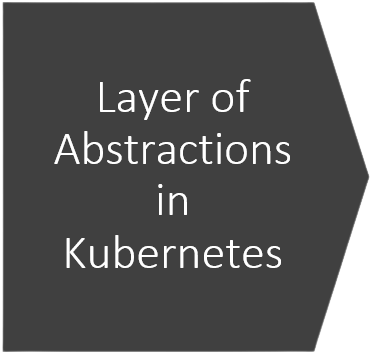 Layer of
Abstractions
in
Kubernetes